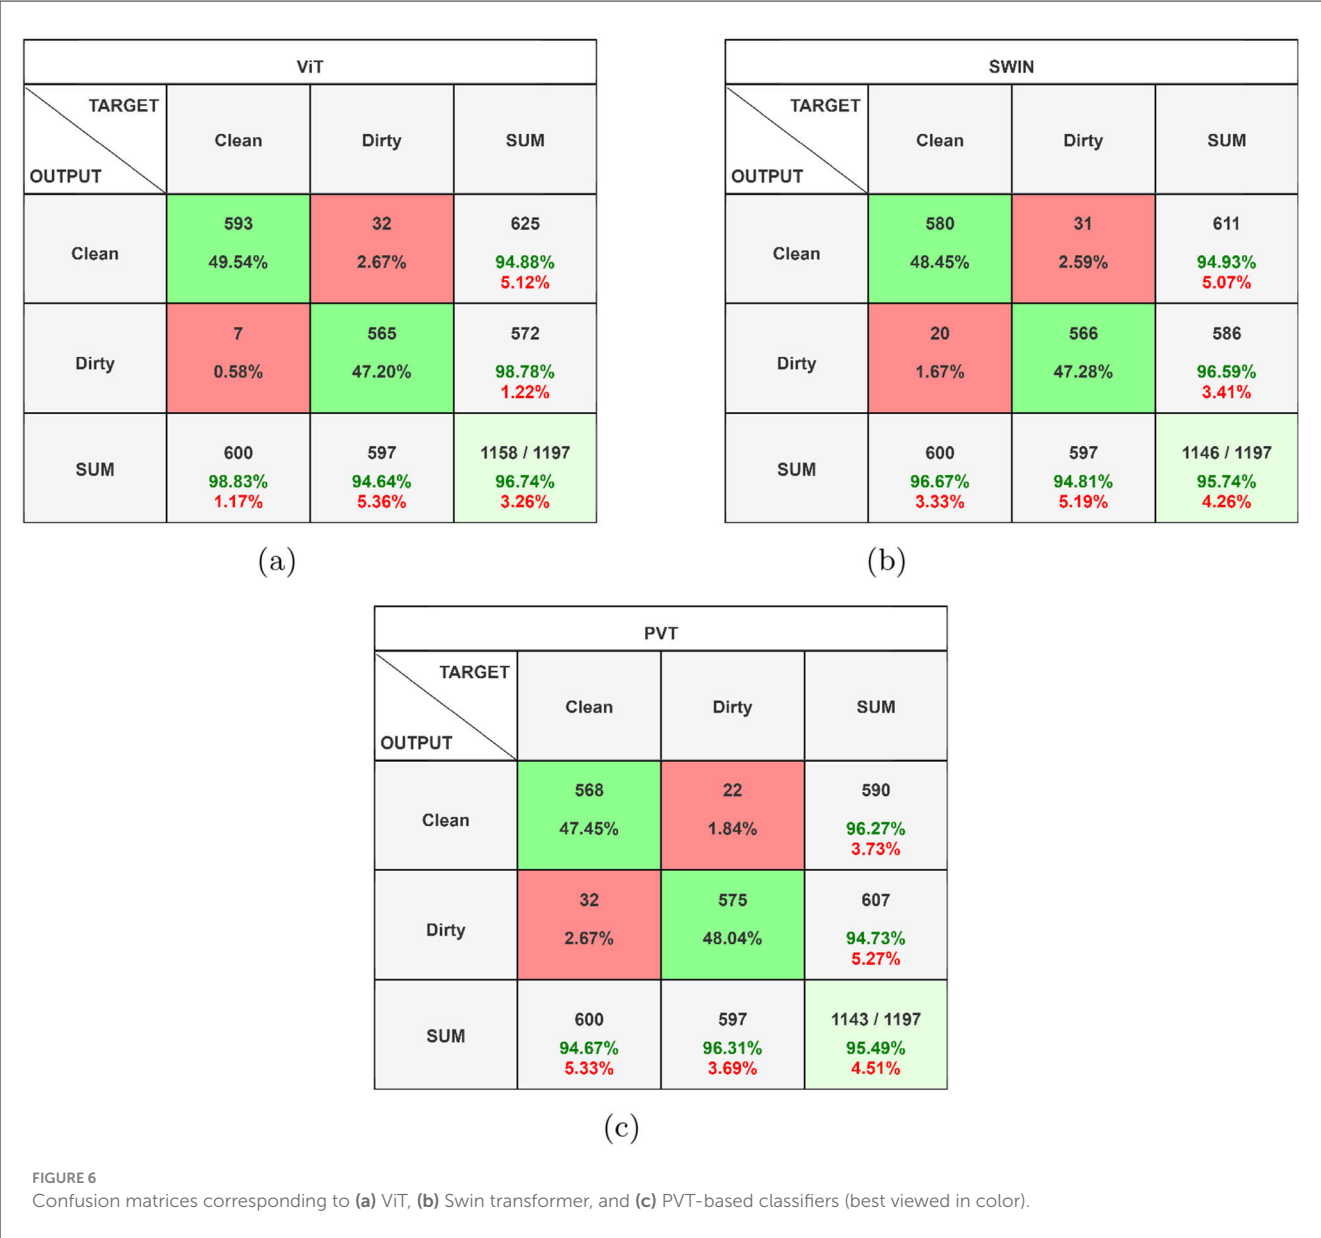 ViT
TARGET
OUTPUT
Clean
Dirty
SUM
Clean
593
49.54%
32
2.67%
625
94.88%
5.12%
Dirty
7
0.58%
565
47.20%
572
98.78%
1.22%
SUM
600
98.83%
1.17%
597
94.64%
5.36%
1158 / 1197
96.74%
3.26%
(a)
SWIN
TARGET
OUTPUT
Clean
Dirty
SUM
Clean
580
48.45%
31
2.59%
611
94.93%
5.07%
Dirty
20
1.67%
566
47.28%
586
96.59%
3.41%
SUM
600
96.67%
3.33%
597
94.81%
5.19%
1146 / 1197
95.74%
4.26%
(b)
PVT
TARGET
OUTPUT
Clean
Dirty
SUM
Clean
568
47.45%
22
1.84%
590
96.27%
3.73%
Dirty
32
2.67%
575
48.04%
607
94.73%
5.27%
SUM
600
94.67%
5.33%
597
96.31%
3.69%
1143 / 1197
95.49%
4.51%
(c)
FIGURE 6
Confusion matrices corresponding to (a) ViT, (b) Swin transformer, and (c) PVT-based classifiers (best viewed in color).